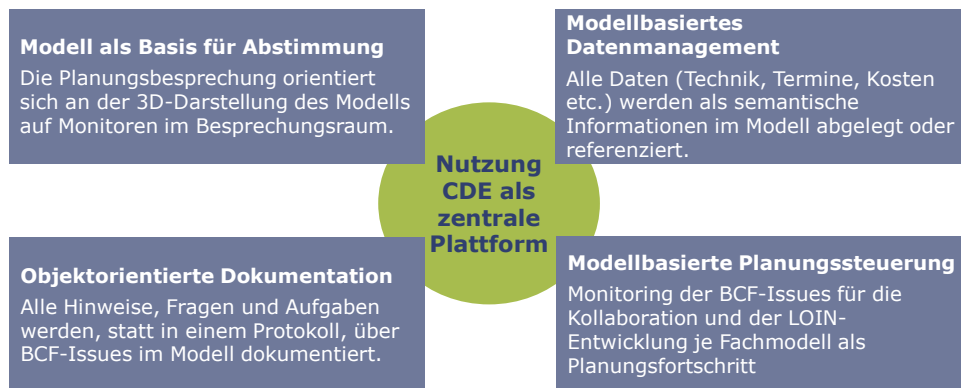 Modell als Basis für Abstimmung
Die Planungsbesprechung orientiert
sich an der 3D-Darstellung des Modells
auf Monitoren im Besprechungsraum.
Modellbasiertes
Datenmanagement
Alle Daten (Technik, Termine, Kosten
etc.) werden als semantische
Informationen im Modell abgelegt oder
referenziert.
Nutzung
CDE als
zentrale
Plattform
Objektorientierte Dokumentation
Alle Hinweise, Fragen und Aufgaben
werden, statt in einem Protokoll, über
BCF-Issues im Modell dokumentiert.
Modellbasierte Planungssteuerung
Monitoring der BCF-Issues für die
Kollaboration und der LOIN-
Entwicklung je Fachmodell als
Planungsfortschritt